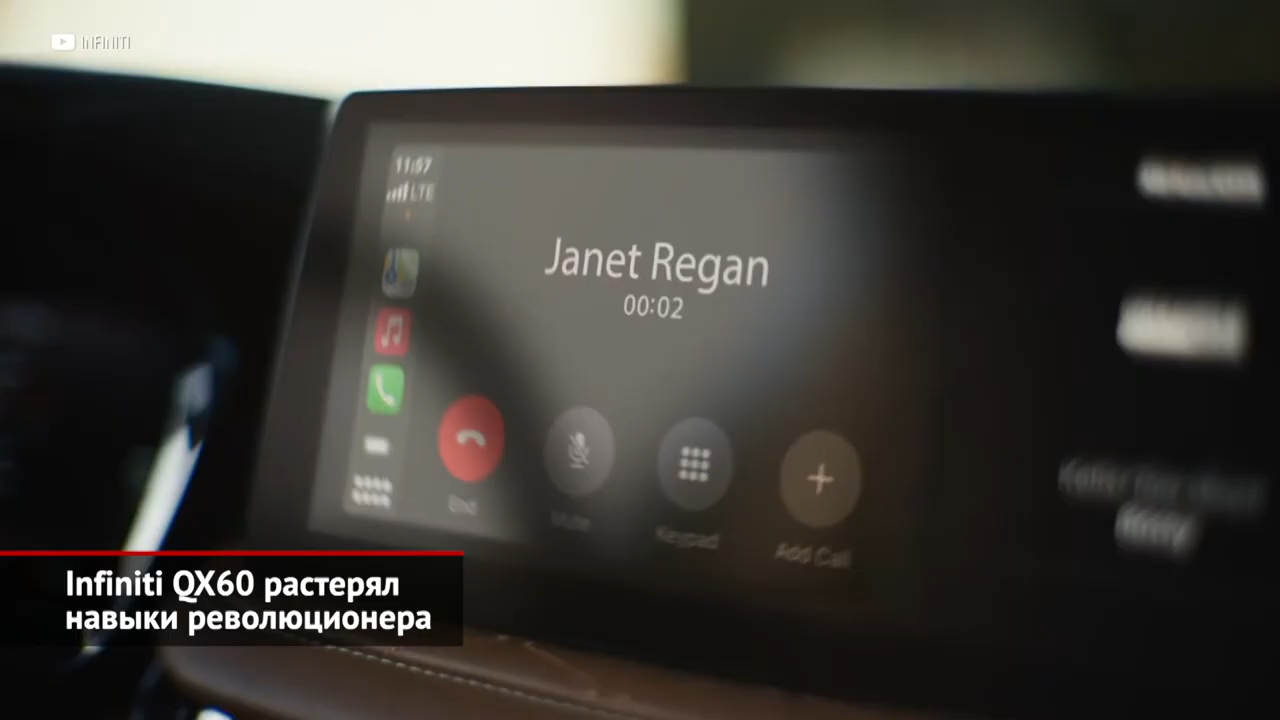 INFINITI
11:57
LTE
Janet Regan
00:02
End
Mute
Keypad
Add Call
Infiniti QX60 растерял
навыки революционера